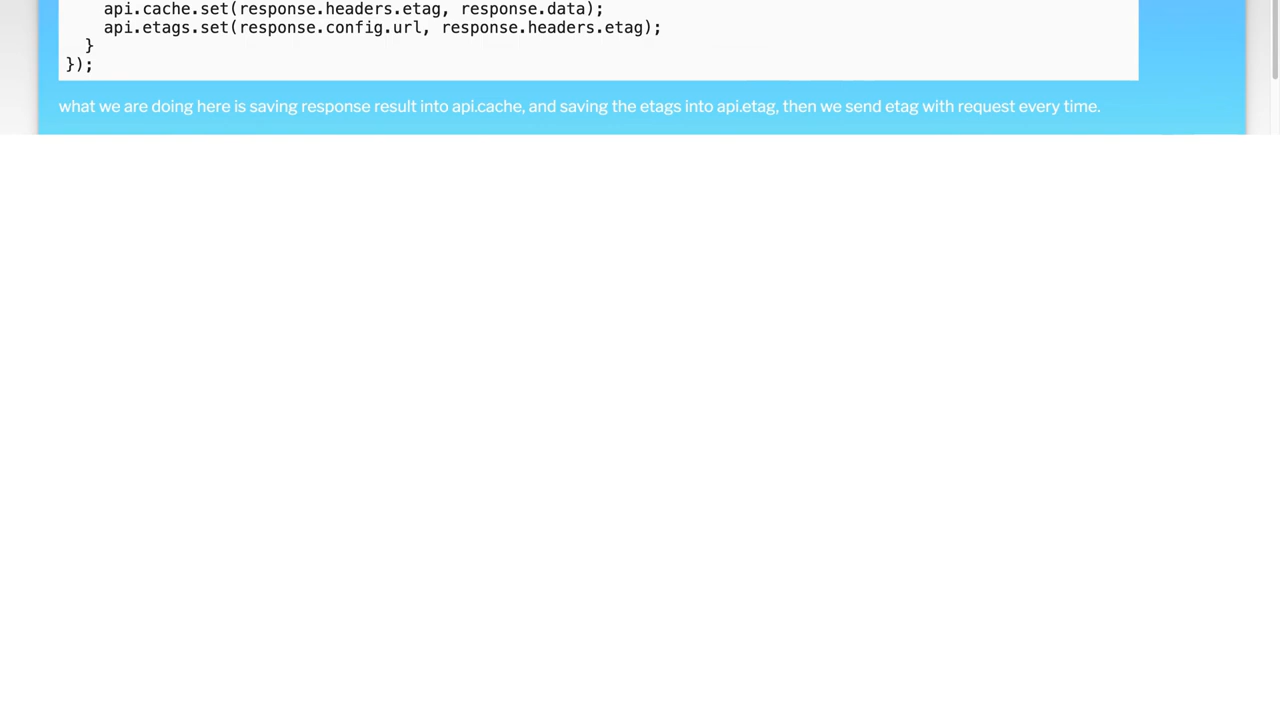 api.cache.set(response.headers.etag, response.data);
api.etags.set(response.config.url, response.headers.etag);
}
});
what we are doing here is saving response result into api.cache, and saving the etags into api.etag, then we send etag with request every time.